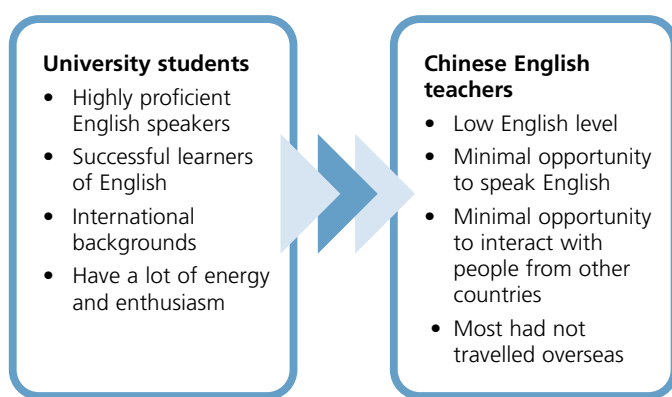 University students
• Highly proficient
English speakers
• Successful learners
of English
• International
backgrounds
• Have a lot of energy
and enthusiasm
Chinese English
teachers
• Low English level
• Minimal opportunity
to speak English
• Minimal opportunity
to interact with
people from other
countries
• Most had not
travelled overseas